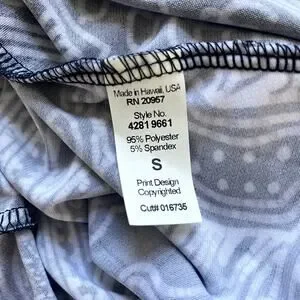 Made in Hawaii, USA
RN 20957
Style No.
4281 9661
95% Polyester
5% Spandex
S
Print Design
Copyrighted
Cut# 016735